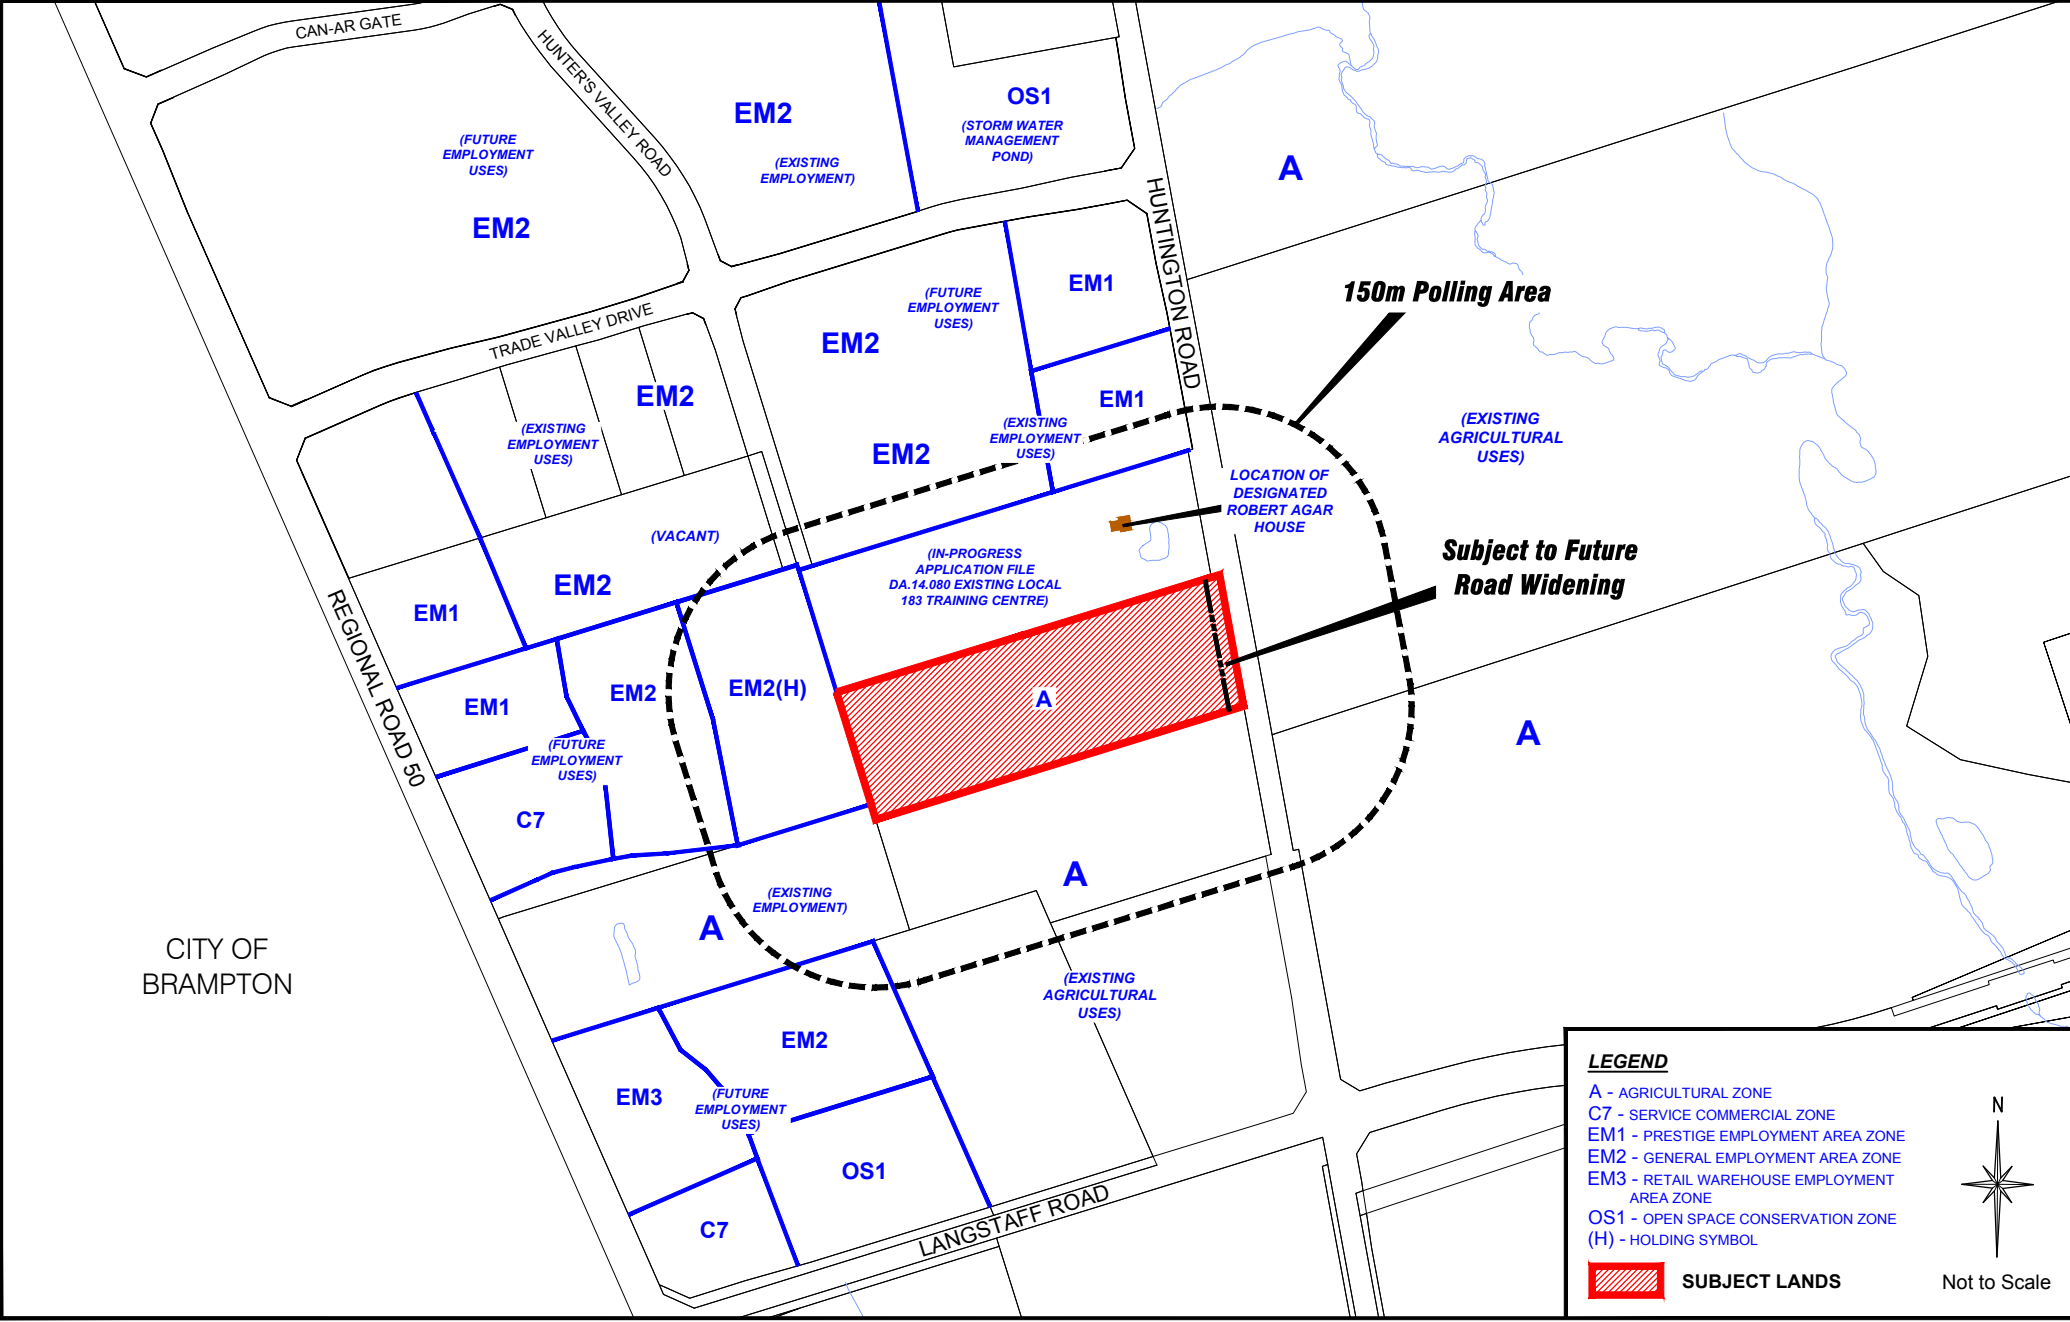 CAN-AR GATE
HUNTER'S VALLEY ROAD
EM2
(EXISTING
EMPLOYMENT)
OS1
(STORM WATER
MANAGEMENT
POND)
(FUTURE
EMPLOYMENT
USES)
EM2
A
HUNTINGTON ROAD
TRADE VALLEY DRIVE
(FUTURE
EMPLOYMENT
USES)
EM2
EM1
150m Polling Area
EM2
(EXISTING
EMPLOYMENT
USES)
EM1
EM2
(EXISTING
EMPLOYMENT
USES)
(EXISTING
AGRICULTURAL
USES)
LOCATION OF
DESIGNATED
ROBERT AGAR
HOUSE
(VACANT)
EM2
EM1
(IN-PROGRESS
APPLICATION FILE
DA.14.080 EXISTING LOCAL
183 TRAINING CENTRE)
Subject to Future
Road Widening
REGIONAL ROAD 50
EM1
EM2
EM2(H)
A
A
(FUTURE
EMPLOYMENT
USES)
C7
A
(EXISTING
EMPLOYMENT)
A
CITY OF
BRAMPTON
(EXISTING
AGRICULTURAL
USES)
EM2
EM3
(FUTURE
EMPLOYMENT
USES)
OS1
C7
LANGSTAFF ROAD
LEGEND
A - AGRICULTURAL ZONE
C7 - SERVICE COMMERCIAL ZONE
EM1 - PRESTIGE EMPLOYMENT AREA ZONE
EM2 - GENERAL EMPLOYMENT AREA ZONE
EM3 - RETAIL WAREHOUSE EMPLOYMENT
AREA ZONE
OS1 - OPEN SPACE CONSERVATION ZONE
(H) - HOLDING SYMBOL
SUBJECT LANDS
N
Not to Scale